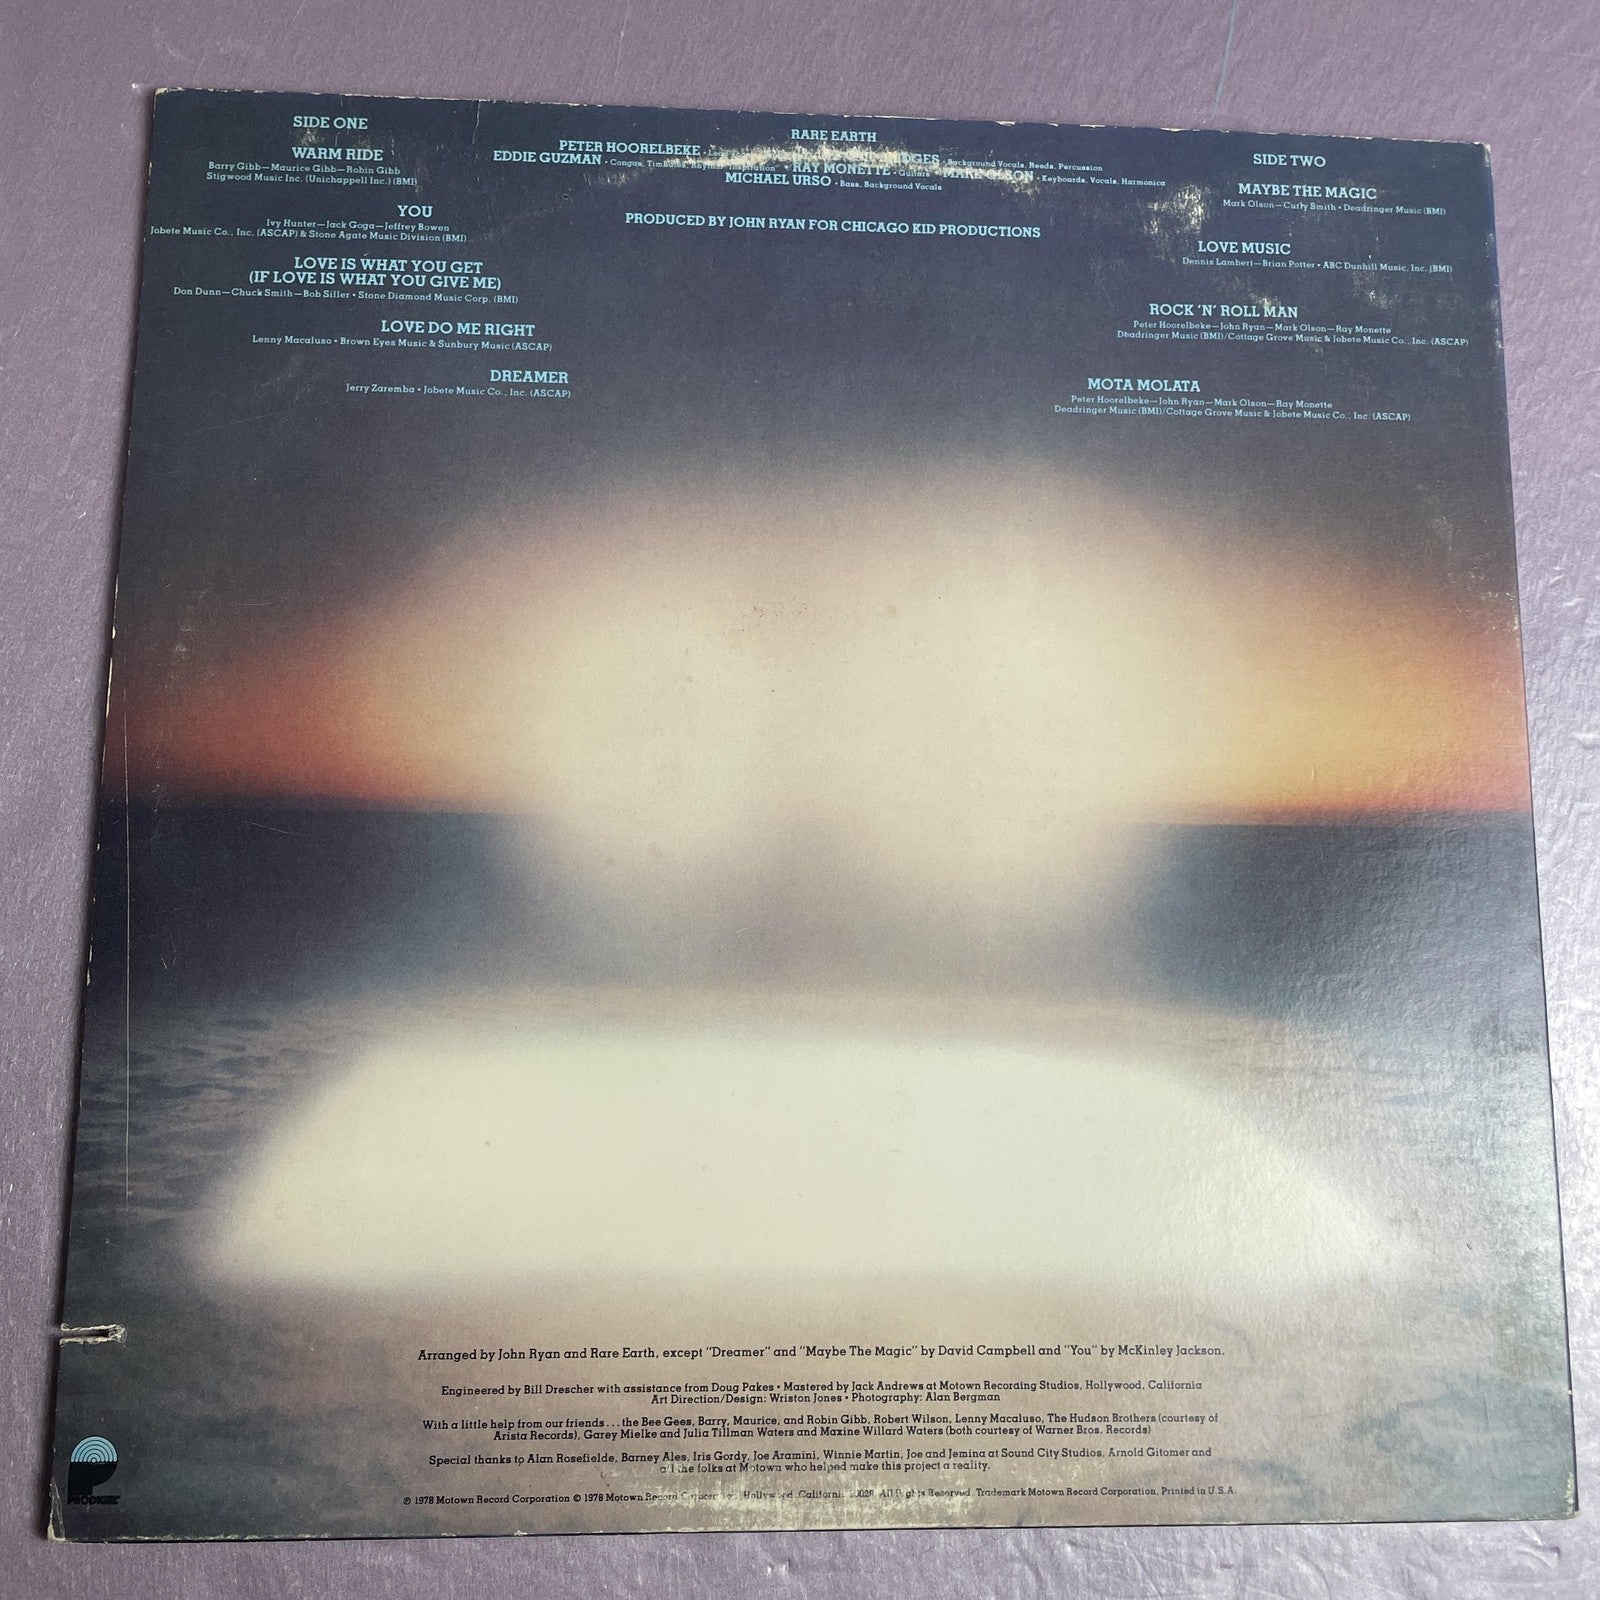 SIDE ONE
WARM RIDE
Barry Gibb—Maurice Gibb—Robin Gibb
Stigwood Music Inc. (Unichappell Inc.) (BMI)
YOU
Ivy Hunter—Jack Goga—Jeffrey Bowen
Jobete Music Co., Inc. (ASCAP) & Stone Agate Music Division (BMI)
LOVE IS WHAT YOU GET
(IF LOVE IS WHAT YOU GIVE ME)
Don Dunn—Chuck Smith—Bob Siller • Stone Diamond Music Corp. (BMI)
LOVE DO ME RIGHT
Lenny Macaluso • Brown Eyes Music & Sunbury Music (ASCAP)
DREAMER
Jerry Zaremba • Jobete Music Co., Inc. (ASCAP)
RARE EARTH
PETER HOORELBEKE • Background Vocals, Reeds, Percussion
EDDIE GUZMAN • Congas, Timbales, Rhythm "Inspiration" • RAY MONETTE • Guitars • MARK OLSON • Keyboards, Vocals, Harmonica
MICHAEL URSO • Bass, Background Vocals
PRODUCED BY JOHN RYAN FOR CHICAGO KID PRODUCTIONS
SIDE TWO
MAYBE THE MAGIC
Mark Olson—Curly Smith • Deadringer Music (BMI)
LOVE MUSIC
Dennis Lambert—Brian Potter • ABC Dunhill Music, Inc. (BMI)
ROCK 'N' ROLL MAN
Peter Hoorelbeke—John Ryan—Mark Olson—Ray Monette
Deadringer Music (BMI)/Cottage Grove Music & Jobete Music Co., Inc. (ASCAP)
MOTA MOLATA
Peter Hoorelbeke—John Ryan—Mark Olson—Ray Monette
Deadringer Music (BMI)/Cottage Grove Music & Jobete Music Co., Inc. (ASCAP)
Arranged by John Ryan and Rare Earth, except "Dreamer" and "Maybe The Magic" by David Campbell and "You" by McKinley Jackson.
Engineered by Bill Drescher with assistance from Doug Pakes • Mastered by Jack Andrews at Motown Recording Studios, Hollywood, California
Art Direction/Design: Wriston Jones • Photography: Alan Bergman
With a little help from our friends . . . the Bee Gees, Barry, Maurice, and Robin Gibb, Robert Wilson, Lenny Macaluso, The Hudson Brothers (courtesy of
Arista Records), Garey Mielke and Julia Tillman Waters and Maxine Willard Waters (both courtesy of Warner Bros. Records)
Special thanks to Alan Rosefielde, Barney Ales, Iris Gordy, Joe Aramini, Winnie Martin, Joe and Jemina at Sound City Studios, Arnold Gitomer and
all the folks at Motown who helped make this project a reality.
℗ 1978 Motown Record Corporation © 1978 Motown Record Corporation, Hollywood, California 90028, All Rights Reserved. Trademark Motown Record Corporation. Printed in U.S.A.
PRODIGAL